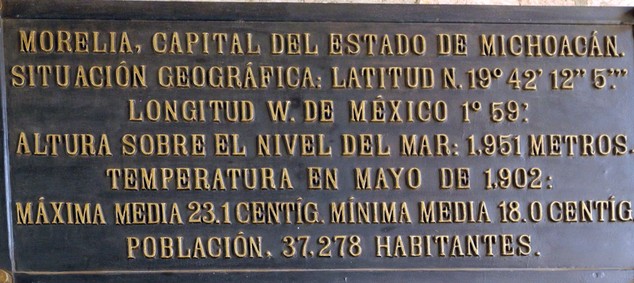 MORELIA, CAPITAL DEL ESTADO DE MICHOACÁN.
SITUACIÓN GEOGRÁFICA: LATITUD N. 19° 42' 12" 5'''."
LONGITUD W. DE MÉXICO 1° 59'.
ALTURA SOBRE EL NIVEL DEL MAR: 1,951 METROS.
TEMPERATURA EN MAYO DE 1,902:
MÁXIMA MEDIA 23.1 CENTÍG. MÍNIMA MEDIA 18.0 CENTÍG
POBLACIÓN, 37,278 HABITANTES.